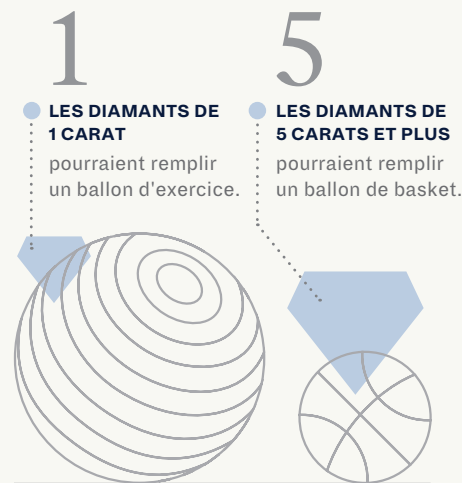 1
LES DIAMANTS DE
1 CARAT
pourraient remplir
un ballon d'exercice.
5
LES DIAMANTS DE
5 CARATS ET PLUS
pourraient remplir
un ballon de basket.